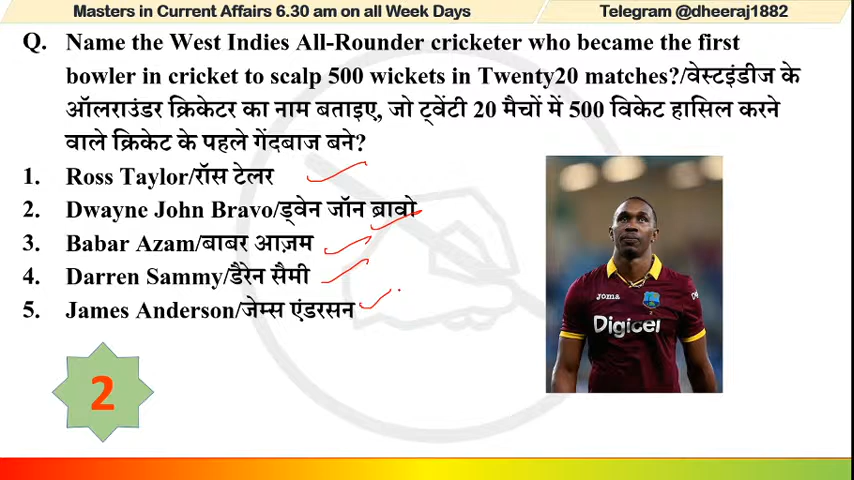 Masters in Current Affairs 6.30 am on all Week Days
Telegram @dheeraj1882
Q. Name the West Indies All-Rounder cricketer who became the first
bowler in cricket to scalp 500 wickets in Twenty20 matches?/वेस्टइंडीज के
ऑलराउंडर क्रिकेटर का नाम बताइए, जो ट्वेंटी 20 मैचों में 500 विकेट हासिल करने
वाले क्रिकेट के पहले गेंदबाज बने?
1. Ross Taylor/रॉस टेलर
2. Dwayne John Bravo/ड्वेन जॉन ब्रावो
3. Babar Azam/बाबर आज़म
4. Darren Sammy/डैरेन सैमी
5. James Anderson/जेम्स एंडरसन
joma
Digicel
2